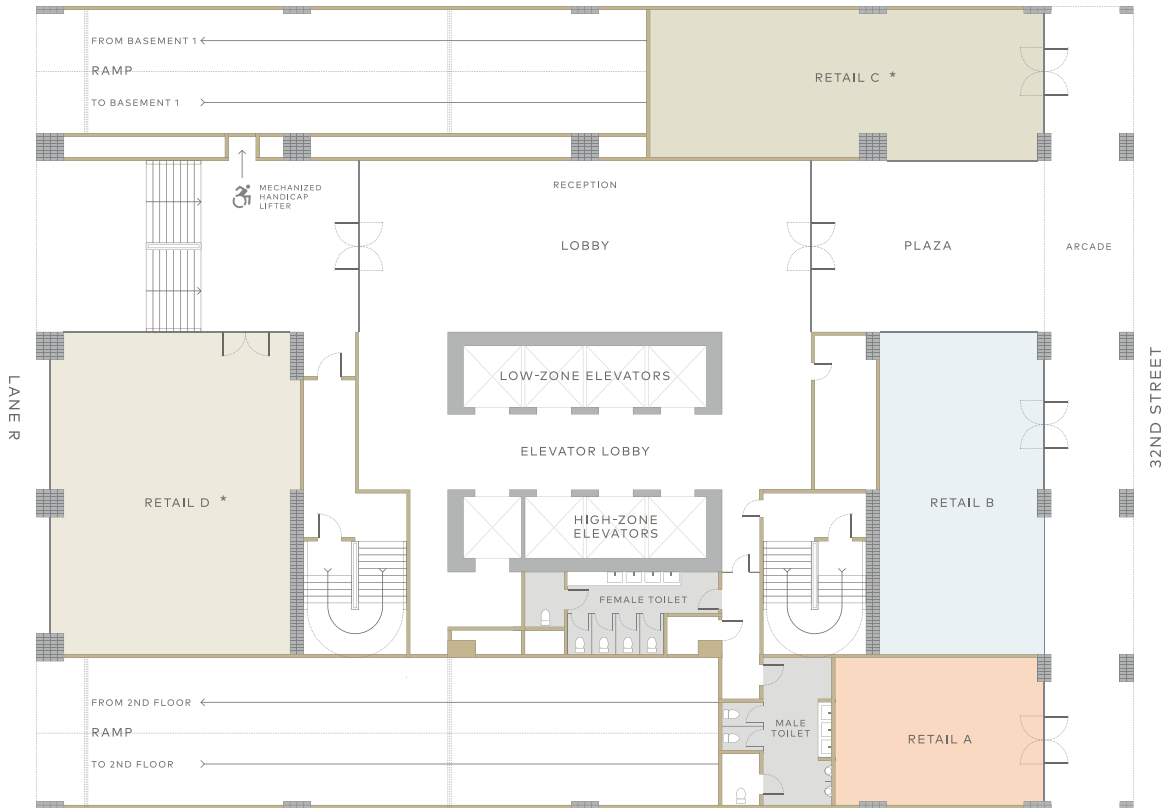 FROM BASEMENT 1
RAMP
TO BASEMENT 1
RETAIL C *
MECHANIZED
HANDICAP
LIFTER
RECEPTION
LOBBY
PLAZA
ARCADE
LANE R
LOW-ZONE ELEVATORS
32ND STREET
ELEVATOR LOBBY
RETAIL D *
HIGH-ZONE
ELEVATORS
RETAIL B
FEMALE TOILET
FROM 2ND FLOOR
RAMP
TO 2ND FLOOR
MALE
TOILET
RETAIL A